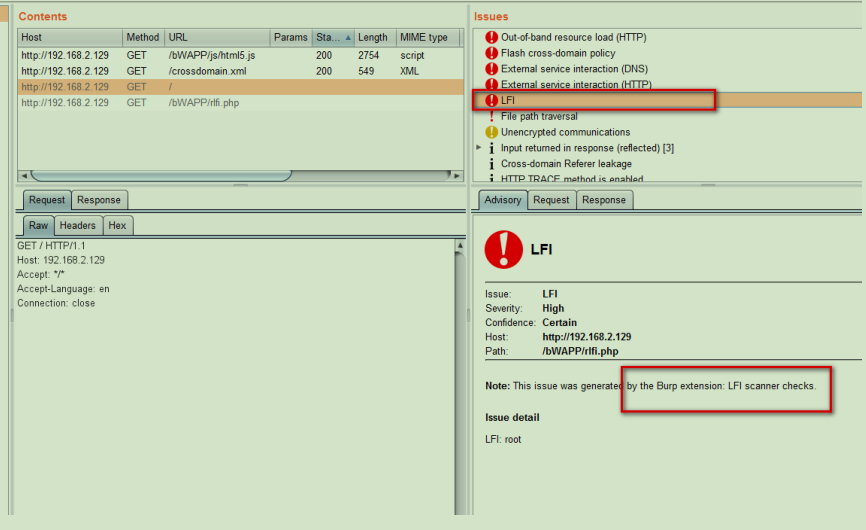 Contents
Host Method URL Params Sta... Length MIME type
http://192.168.2.129 GET /bWAPP/js/html5.js 200 2754 script
http://192.168.2.129 GET /crossdomain.xml 200 549 XML
http://192.168.2.129 GET /
http://192.168.2.129 GET /bWAPP/rlfi.php
Request Response
Raw Headers Hex
GET / HTTP/1.1
Host: 192.168.2.129
Accept: */*
Accept-Language: en
Connection: close
Issues
Out-of-band resource load (HTTP)
Flash cross-domain policy
External service interaction (DNS)
External service interaction (HTTP)
LFI
File path traversal
Unencrypted communications
Input returned in response (reflected) [3]
Cross-domain Referer leakage
HTTP TRACE method is enabled
Advisory Request Response
LFI
Issue: LFI
Severity: High
Confidence: Certain
Host: http://192.168.2.129
Path: /bWAPP/rlfi.php
Note: This issue was generated by the Burp extension: LFI scanner checks.
Issue detail
LFI: root